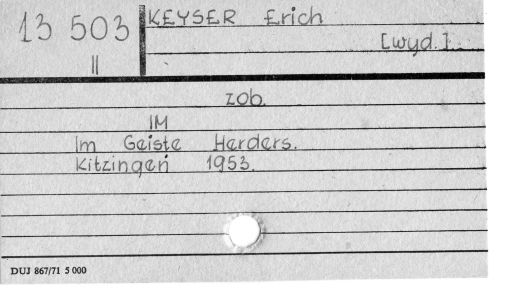 13 503
II
KEYSER Erich
[wyd.].
zob.
IM
Im Geiste Herders.
Kitzingen 1953.
DUJ 867/71 5 000